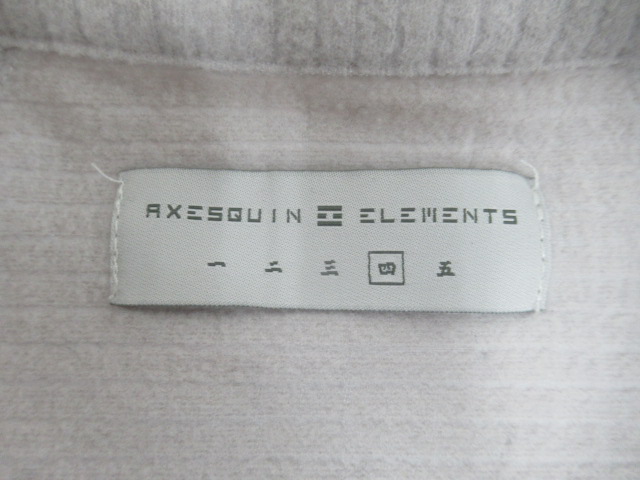 AXESQUIN ELEMENTS
一 二 三 四 五